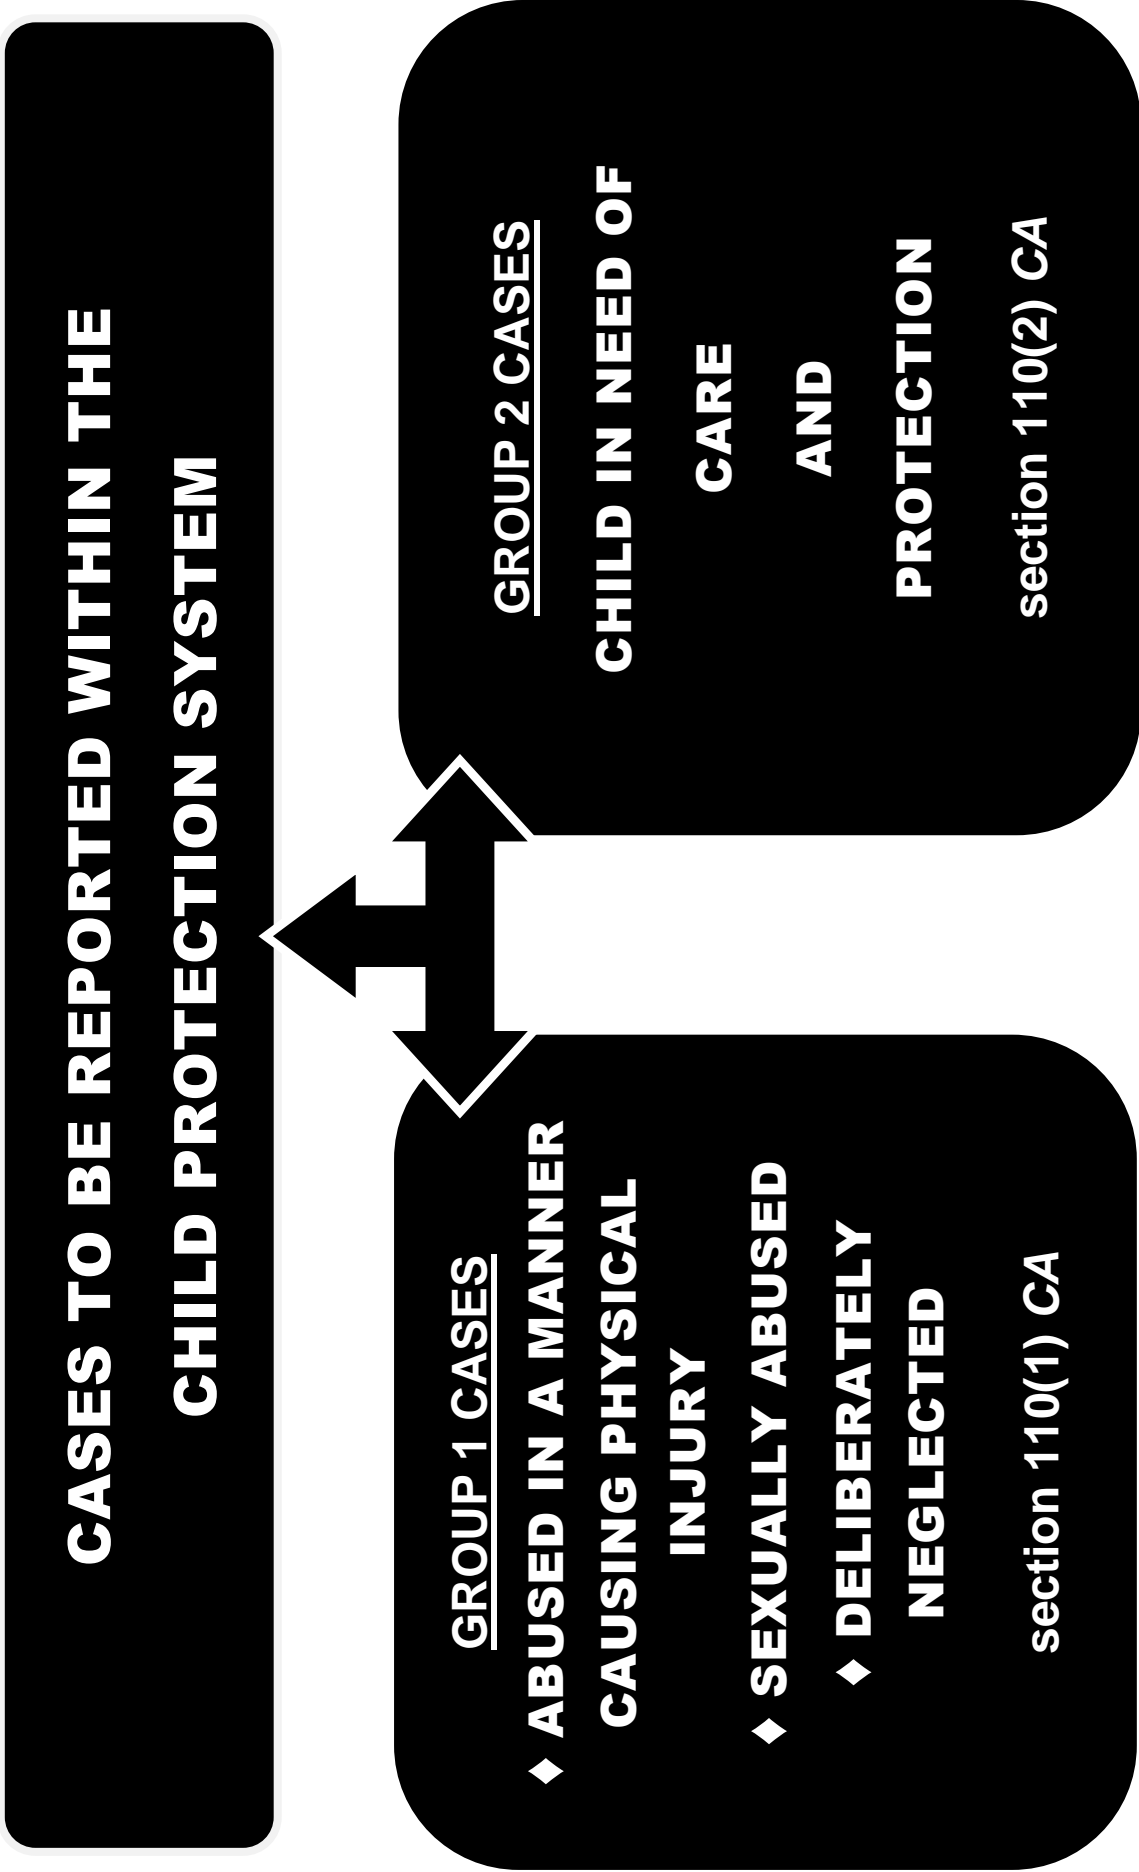 CASES TO BE REPORTED WITHIN THE
CHILD PROTECTION SYSTEM
GROUP 1 CASES
♦ ABUSED IN A MANNER
CAUSING PHYSICAL
INJURY
♦ SEXUALLY ABUSED
♦ DELIBERATELY
NEGLECTED
section 110(1) CA
GROUP 2 CASES
CHILD IN NEED OF
CARE
AND
PROTECTION
section 110(2) CA